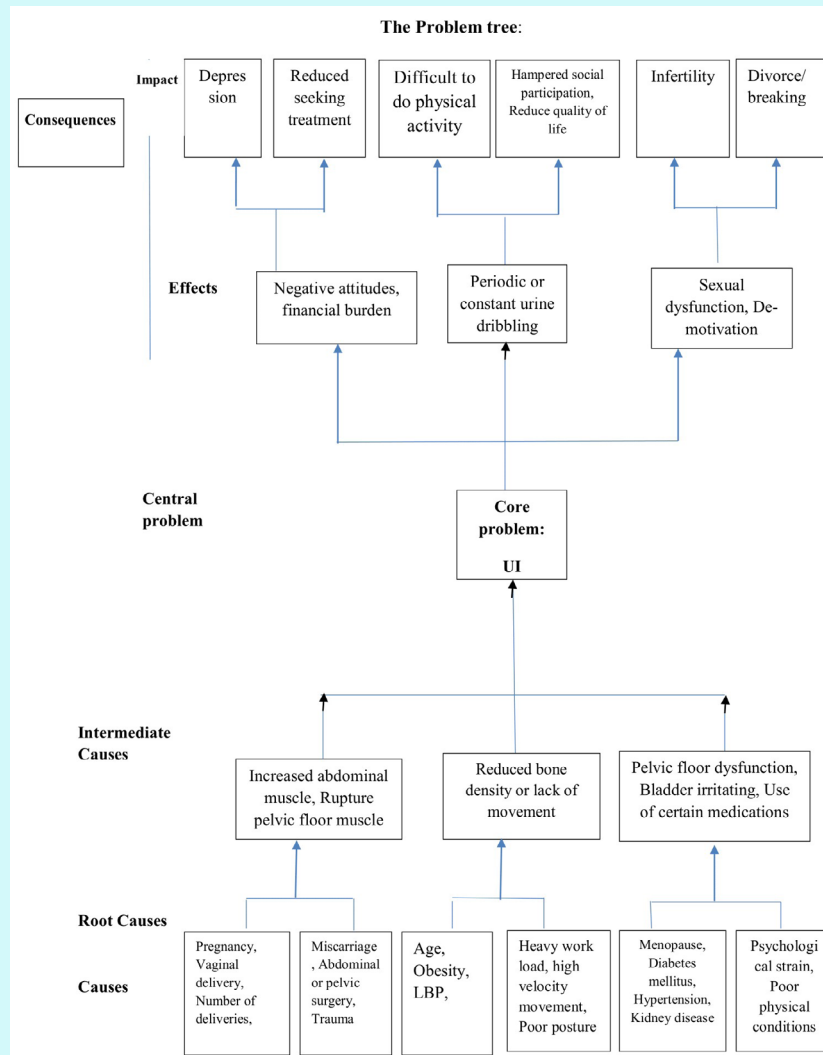 The Problem tree:
Impact
Consequences
Depres
sion
Reduced
seeking
treatment
Difficult to
do physical
activity
Hampered social
participation,
Reduce quality of
life
Infertility
Divorce/
breaking
Effects
Negative attitudes,
financial burden
Periodic or
constant urine
dribbling
Sexual
dysfunction, De-
motivation
Central
problem
Core
problem:
UI
Intermediate
Causes
Increased abdominal
muscle, Rupture
pelvic floor muscle
Reduced bone
density or lack of
movement
Pelvic floor dysfunction,
Bladder irritating, Use
of certain medications
Root Causes
Causes
Pregnancy,
Vaginal
delivery,
Number of
deliveries,
Miscarriage
, Abdominal
or pelvic
surgery,
Trauma
Age,
Obesity,
LBP,
Heavy work
load, high
velocity
movement,
Poor posture
Menopause,
Diabetes
mellitus,
Hypertension,
Kidney disease
Psychologi
cal strain,
Poor
physical
conditions